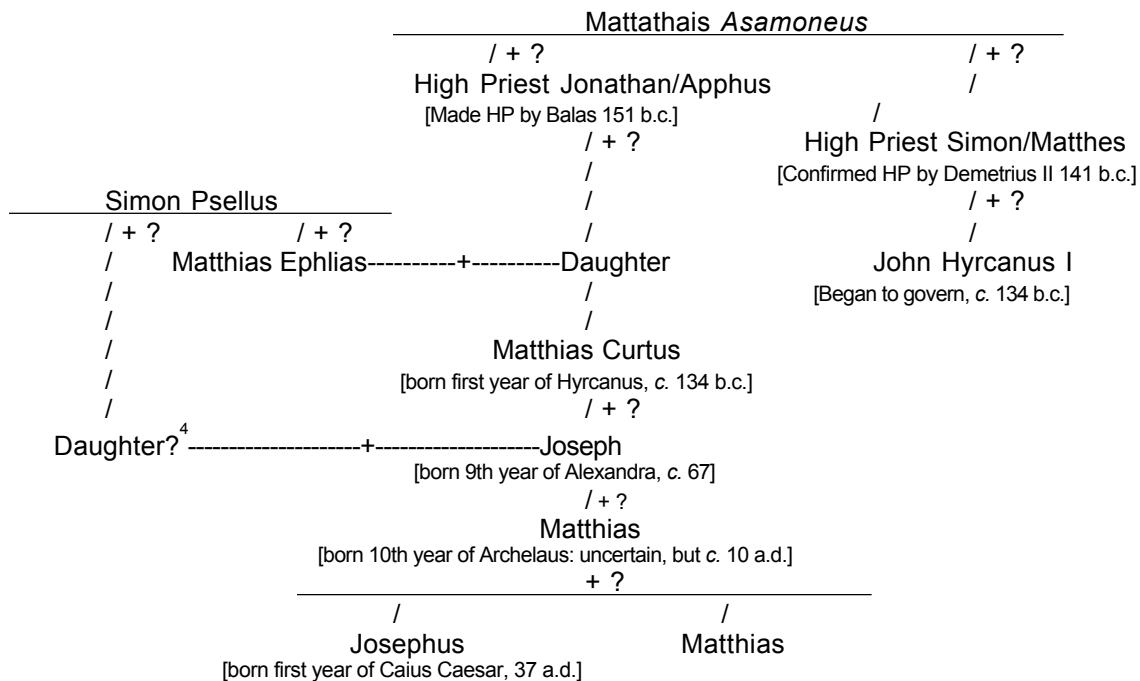 Mattathais Asamoneus
/ + ? / + ?
High Priest Jonathan/Apphus /
[Made HP by Balas 151 b.c.] /
/ + ? High Priest Simon/Matthes
/ [Confirmed HP by Demetrius II 141 b.c.]
Simon Psellus / / + ?
/ + ? / + ? / /
/ Matthias Ephlias----------+----------Daughter John Hyrcanus I
/ / [Began to govern, c. 134 b.c.]
/ /
/ Matthias Curtus
/ [born first year of Hyrcanus, c. 134 b.c.]
/ / + ?
Daughter?4--------------------+--------------------Joseph
[born 9th year of Alexandra, c. 67]
/ + ?
Matthias
[born 10th year of Archelaus: uncertain, but c. 10 a.d.]
+ ?
/ /
Josephus Matthias
[born first year of Caius Caesar, 37 a.d.]